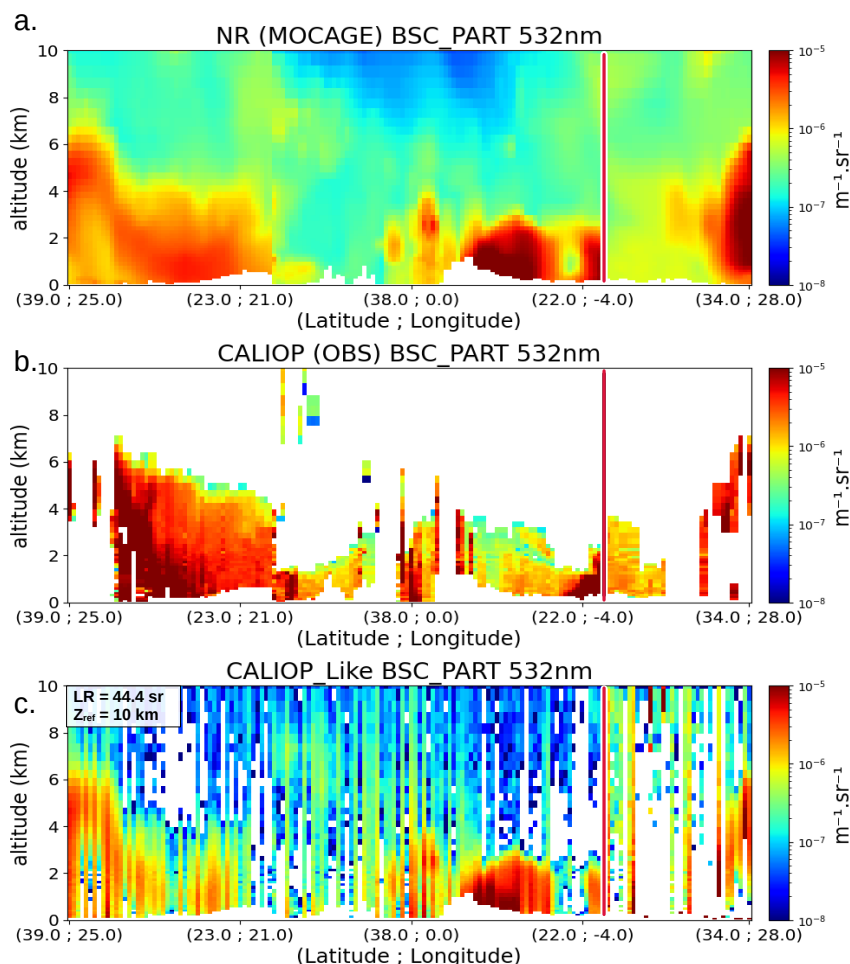 a.
NR (MOCAGE) BSC_PART 532nm
10
8
6
4
2
0
altitude (km)
(39.0 ; 25.0) (23.0 ; 21.0) (38.0 ; 0.0) (22.0 ; -4.0) (34.0 ; 28.0)
(Latitude ; Longitude)
10⁻⁵
10⁻⁶
10⁻⁷
10⁻⁸
m⁻¹.sr⁻¹
b.
CALIOP (OBS) BSC_PART 532nm
10
8
6
4
2
0
altitude (km)
(39.0 ; 25.0) (23.0 ; 21.0) (38.0 ; 0.0) (22.0 ; -4.0) (34.0 ; 28.0)
(Latitude ; Longitude)
10⁻⁵
10⁻⁶
10⁻⁷
10⁻⁸
m⁻¹.sr⁻¹
c.
CALIOP_Like BSC_PART 532nm
LR = 44.4 sr
Zref = 10 km
10
8
6
4
2
0
altitude (km)
(39.0 ; 25.0) (23.0 ; 21.0) (38.0 ; 0.0) (22.0 ; -4.0) (34.0 ; 28.0)
(Latitude ; Longitude)
10⁻⁵
10⁻⁶
10⁻⁷
10⁻⁸
m⁻¹.sr⁻¹